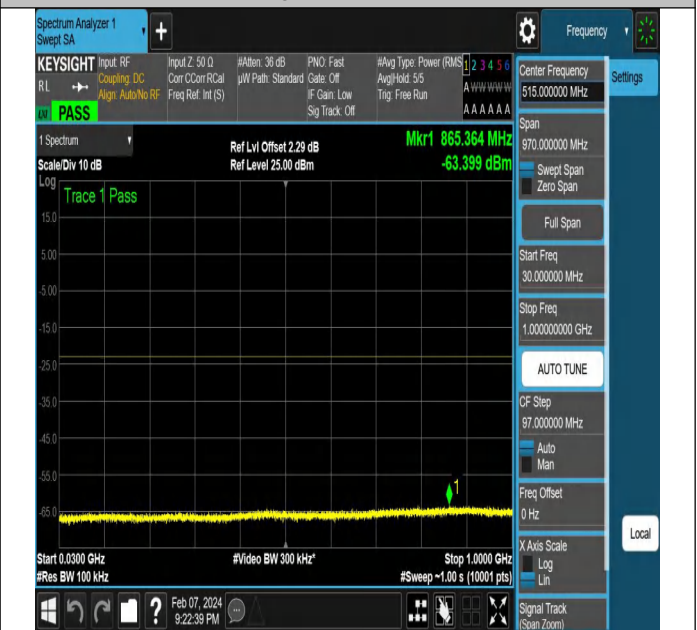 Spectrum Analyzer 1
Swept SA
+
Frequency
KEYSIGHT
RL
PASS
Input: RF
Coupling: DC
Align: Auto/No RF
Input Z: 50 Ω
Corr CCorr RCal
Freq Ref: Int (S)
#Atten: 36 dB
µW Path: Standard
PNO: Fast
Gate: Off
IF Gain: Low
Sig Track: Off
#Avg Type: Power (RMS
Avg|Hold: 5/5
Trig: Free Run
1 2 3 4 5 6
A W W W W W
A A A A A A
1 Spectrum
Scale/Div 10 dB
Ref Lvl Offset 2.29 dB
Ref Level 25.00 dBm
Mkr1 865.364 MHz
-63.399 dBm
Log
Trace 1 Pass
15.0
5.00
-5.00
-15.0
-25.0
-35.0
-45.0
-55.0
-65.0
1
Start 0.0300 GHz
#Res BW 100 kHz
#Video BW 300 kHz*
Stop 1.0000 GHz
#Sweep ~1.00 s (10001 pts)
Center Frequency
515.000000 MHz
Settings
Span
970.000000 MHz
Swept Span
Zero Span
Full Span
Start Freq
30.000000 MHz
Stop Freq
1.000000000 GHz
AUTO TUNE
CF Step
97.000000 MHz
Auto
Man
Freq Offset
0 Hz
X Axis Scale
Log
Lin
Local
Signal Track
(Span Zoom)
?
Feb 07, 2024
9:22:39 PM